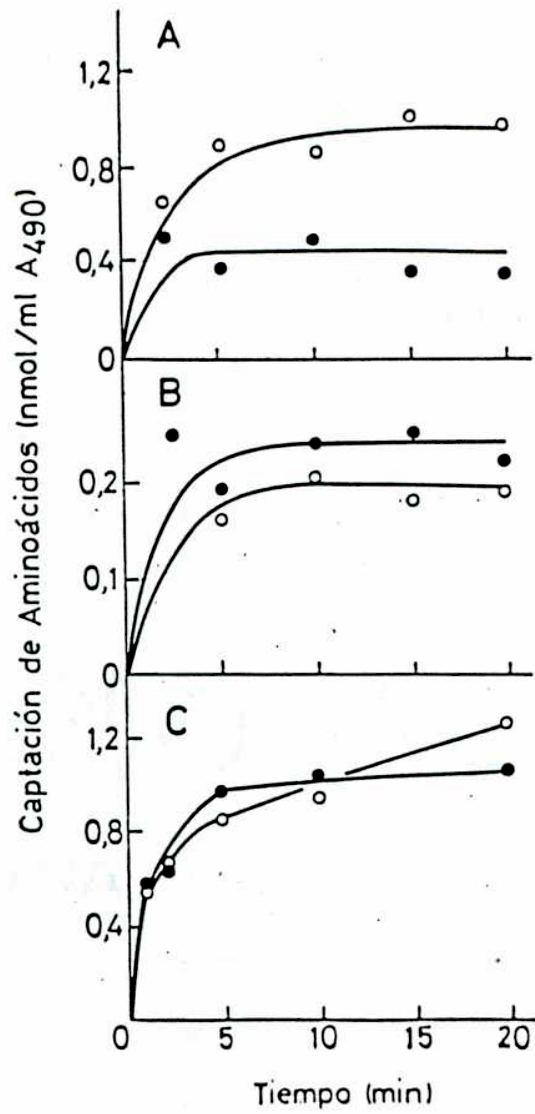 Captación de Aminoácidos (nmol/ml A490)
A
1,2
0,8
0,4
0
B
0,2
0,1
0
C
1,2
0,8
0,4
0 5 10 15 20
Tiempo (min)